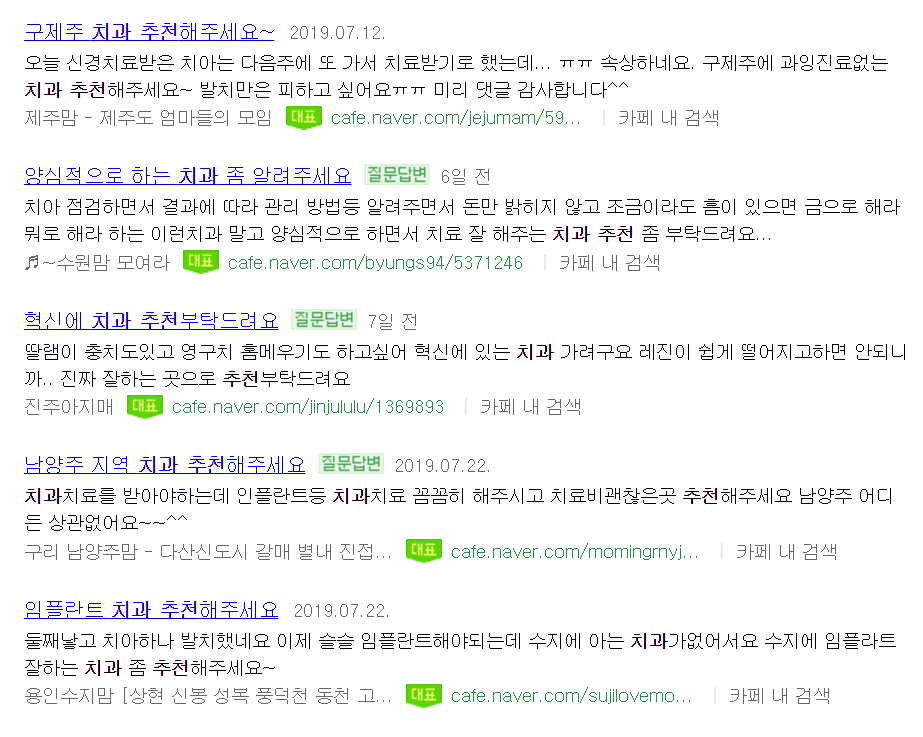 구제주 치과 추천해주세요~ 2019.07.12.
오늘 신경치료받은 치아는 다음주에 또 가서 치료받기로 했는데... ㅠㅠ 속상하네요. 구제주에 과잉진료없는
치과 추천해주세요~ 발치만은 피하고 싶어요ㅠㅠ 미리 댓글 감사합니다^^
제주맘 - 제주도 엄마들의 모임 대표 cafe.naver.com/jejumam/59... | 카페 내 검색
양심적으로 하는 치과 좀 알려주세요 질문답변 6일 전
치아 점검하면서 결과에 따라 관리 방법등 알려주면서 돈만 밝히지 않고 조금이라도 흠이 있으면 금으로 해라
뭐로 해라 하는 이런치과 말고 양심적으로 하면서 치료 잘 해주는 치과 추천 좀 부탁드려요...
♬~수원맘 모여라 대표 cafe.naver.com/byungs94/5371246 | 카페 내 검색
혁신에 치과 추천부탁드려요 질문답변 7일 전
딸램이 충치도있고 영구치 홈메우기도 하고싶어 혁신에 있는 치과 가려구요 레진이 쉽게 떨어지고하면 안되니
까.. 진짜 잘하는 곳으로 추천부탁드려요
진주아지매 대표 cafe.naver.com/jinjululu/1369893 | 카페 내 검색
남양주 지역 치과 추천해주세요 질문답변 2019.07.22.
치과치료를 받아야하는데 인플란트등 치과치료 꼼꼼히 해주시고 치료비괜찮은곳 추천해주세요 남양주 어디
든 상관없어요~~^^
구리 남양주맘 - 다산신도시 갈매 별내 진접... 대표 cafe.naver.com/momingrnyj... | 카페 내 검색
임플란트 치과 추천해주세요 2019.07.22.
둘째낳고 치아하나 발치했네요 이제 슬슬 임플란트해야되는데 수지에 아는 치과가없어서요 수지에 임플라트
잘하는 치과 좀 추천해주세요~
용인수지맘 [상현 신봉 성복 풍덕천 동천 고... 대표 cafe.naver.com/sujilovemo... | 카페 내 검색